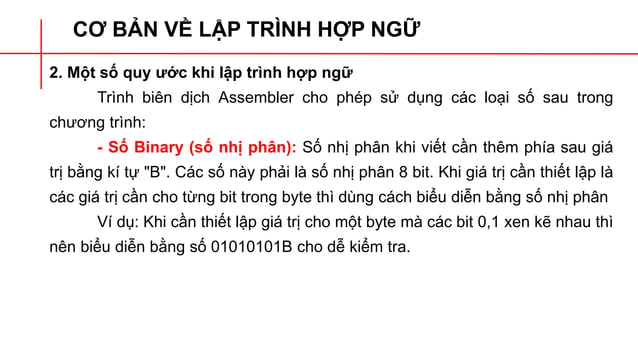 CƠ BẢN VỀ LẬP TRÌNH HỢP NGỮ
2. Một số quy ước khi lập trình hợp ngữ
Trình biên dịch Assembler cho phép sử dụng các loại số sau trong
chương trình:
- Số Binary (số nhị phân): Số nhị phân khi viết cần thêm phía sau giá
trị bằng kí tự "B". Các số này phải là số nhị phân 8 bit. Khi giá trị cần thiết lập là
các giá trị cần cho từng bit trong byte thì dùng cách biểu diễn bằng số nhị phân
Ví dụ: Khi cần thiết lập giá trị cho một byte mà các bit 0,1 xen kẽ nhau thì
nên biểu diễn bằng số 01010101B cho dễ kiểm tra.